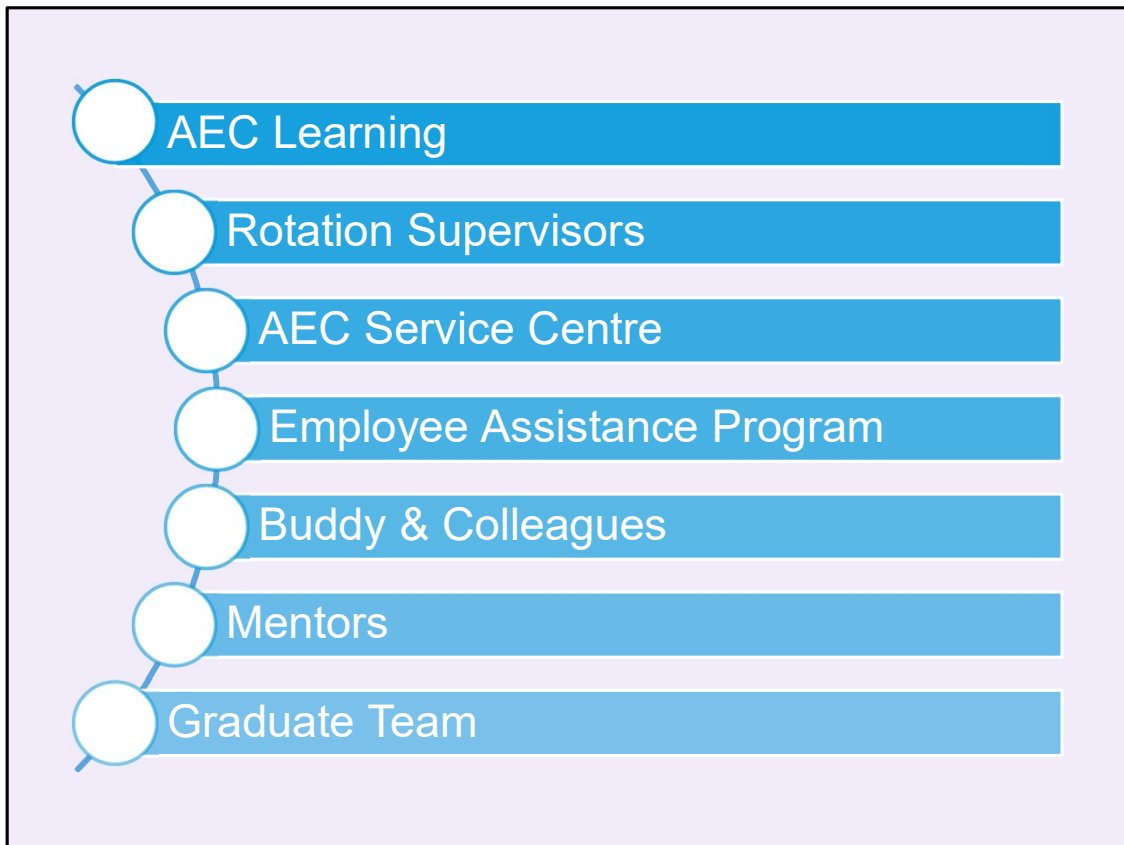 AEC Learning
Rotation Supervisors
AEC Service Centre
Employee Assistance Program
Buddy & Colleagues
Mentors
Graduate Team